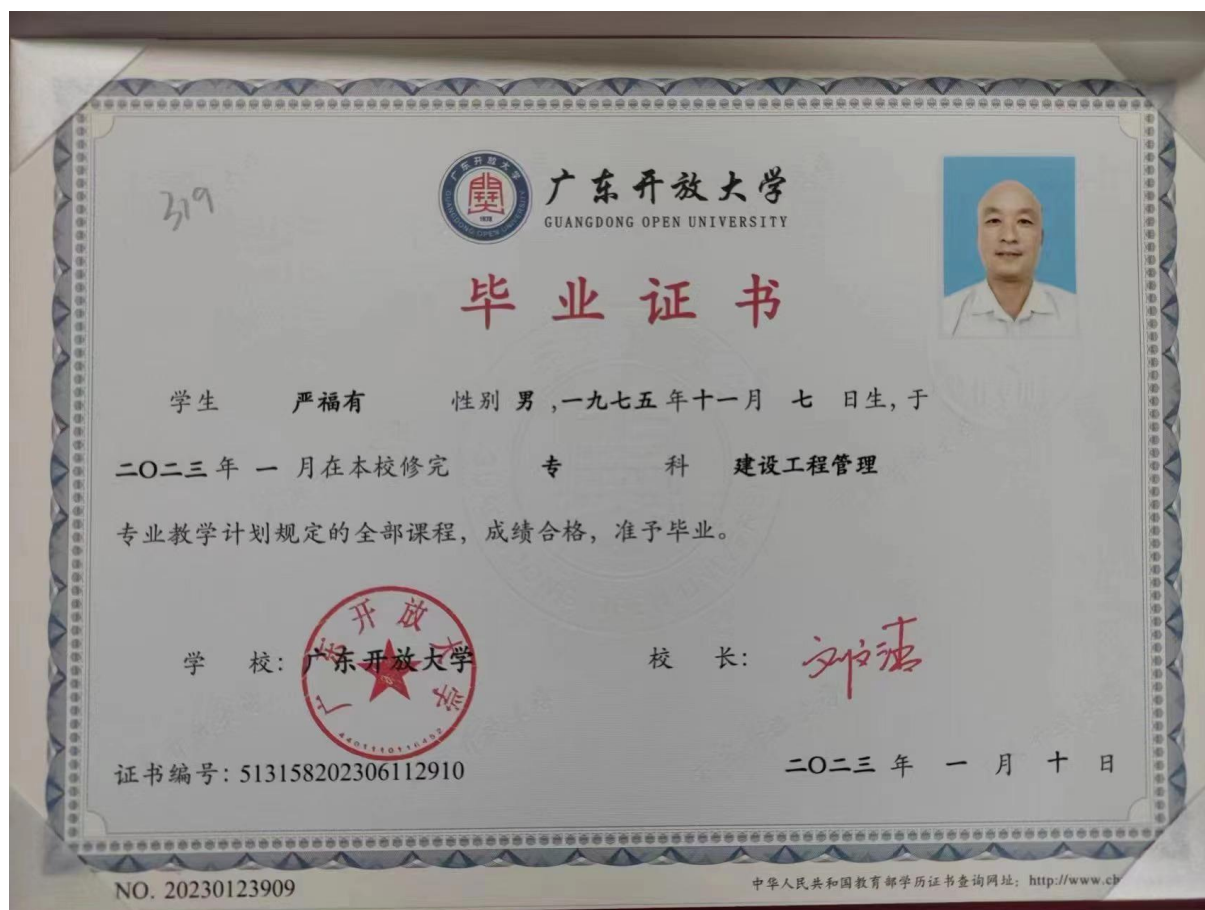 319
广东开放大学
GUANGDONG OPEN UNIVERSITY
毕业证书
学生 严福有 性别 男 ,一九七五 年十一月 七 日生, 于
二〇二三 年 一 月在本校修完 专 科 建设工程管理
专业教学计划规定的全部课程, 成绩合格, 准予毕业。
学 校: 广东开放大学 校 长:
广东开放大学
证书编号: 513158202306112910 二〇二三 年 一 月 十 日
NO. 20230123909 中华人民共和国教育部学历证书查询网址: http://www.ch